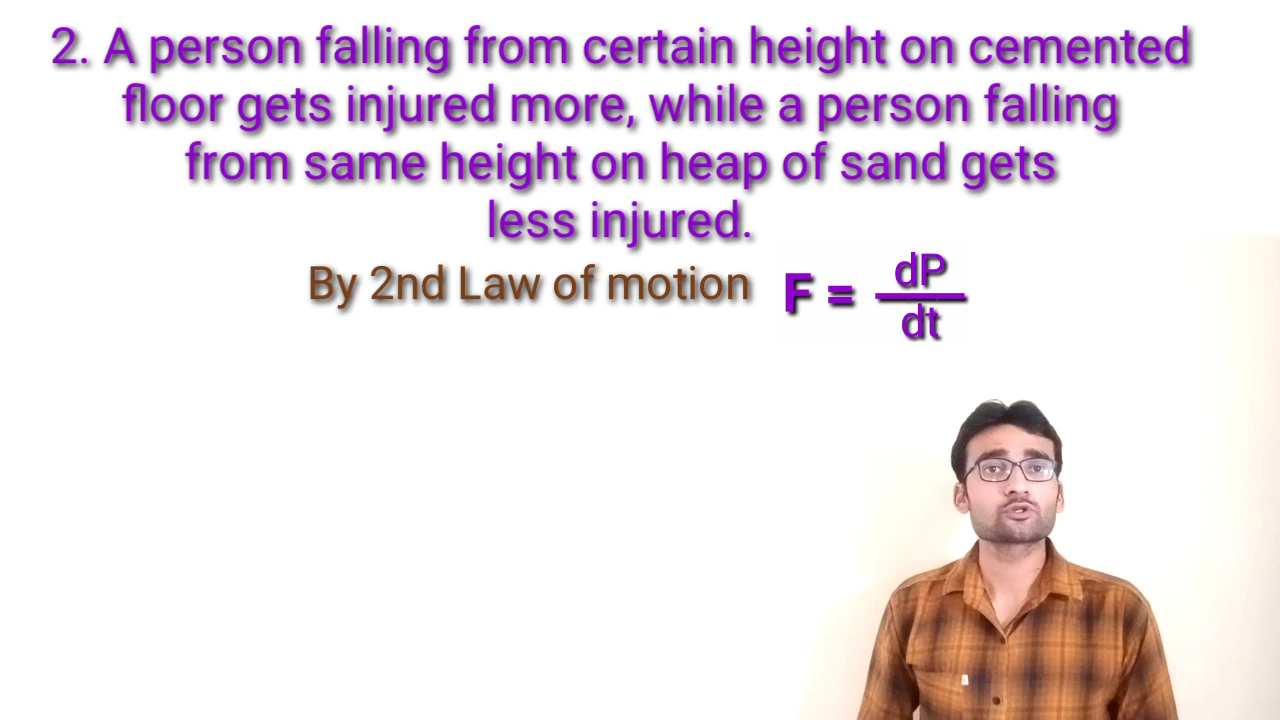 2. A person falling from certain height on cemented
floor gets injured more, while a person falling
from same height on heap of sand gets
less injured.
By 2nd Law of motion F = dP
dt